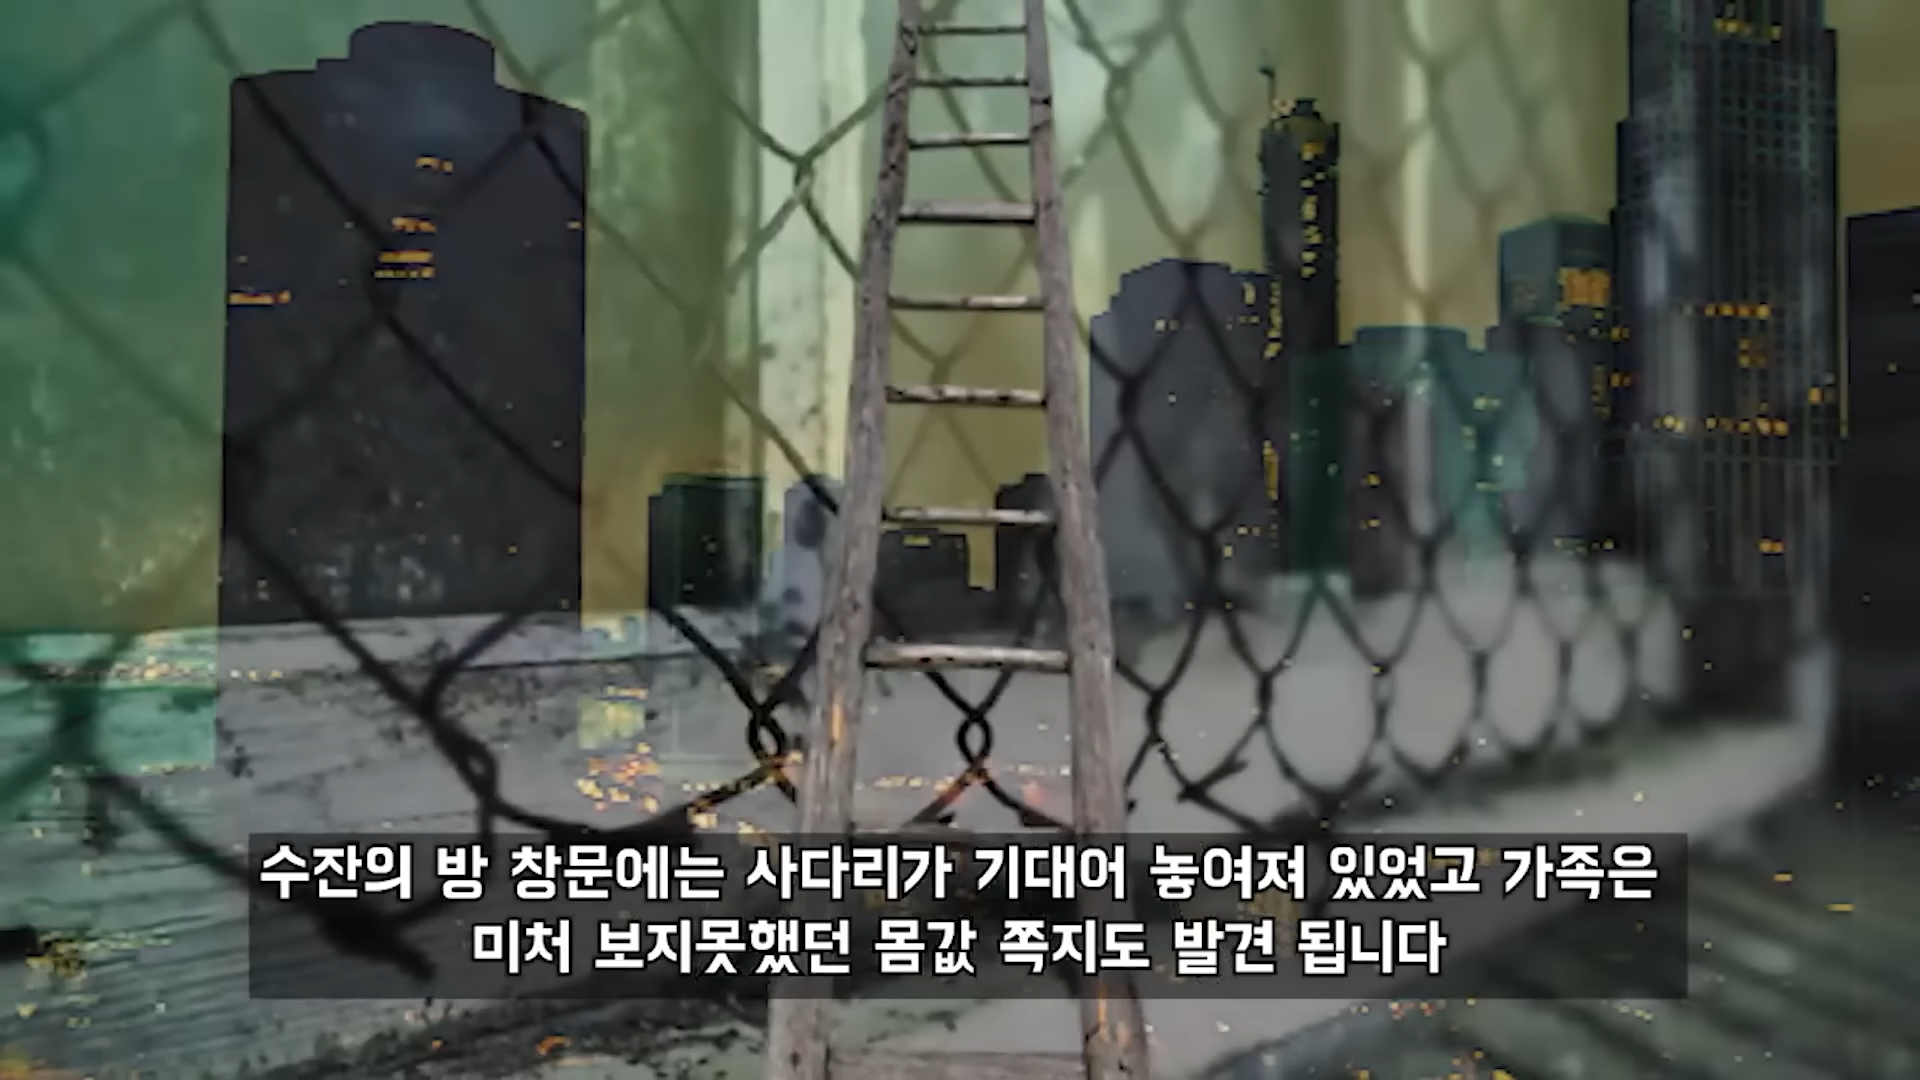 수잔의 방 창문에는 사다리가 기대어 놓여져 있었고 가족은
미처 보지못했던 몸값 쪽지도 발견 됩니다